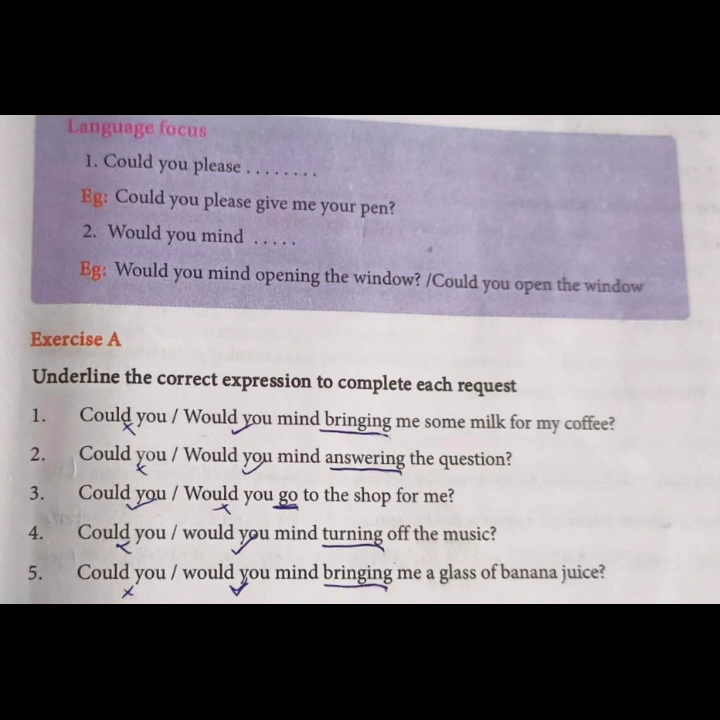 Language focus
1. Could you please . . . . . . . .
Eg: Could you please give me your pen?
2. Would you mind . . . . .
Eg: Would you mind opening the window? /Could you open the window
Exercise A
Underline the correct expression to complete each request
1. Could you / Would you mind bringing me some milk for my coffee?
2. Could you / Would you mind answering the question?
3. Could you / Would you go to the shop for me?
4. Could you / would you mind turning off the music?
5. Could you / would you mind bringing me a glass of banana juice?